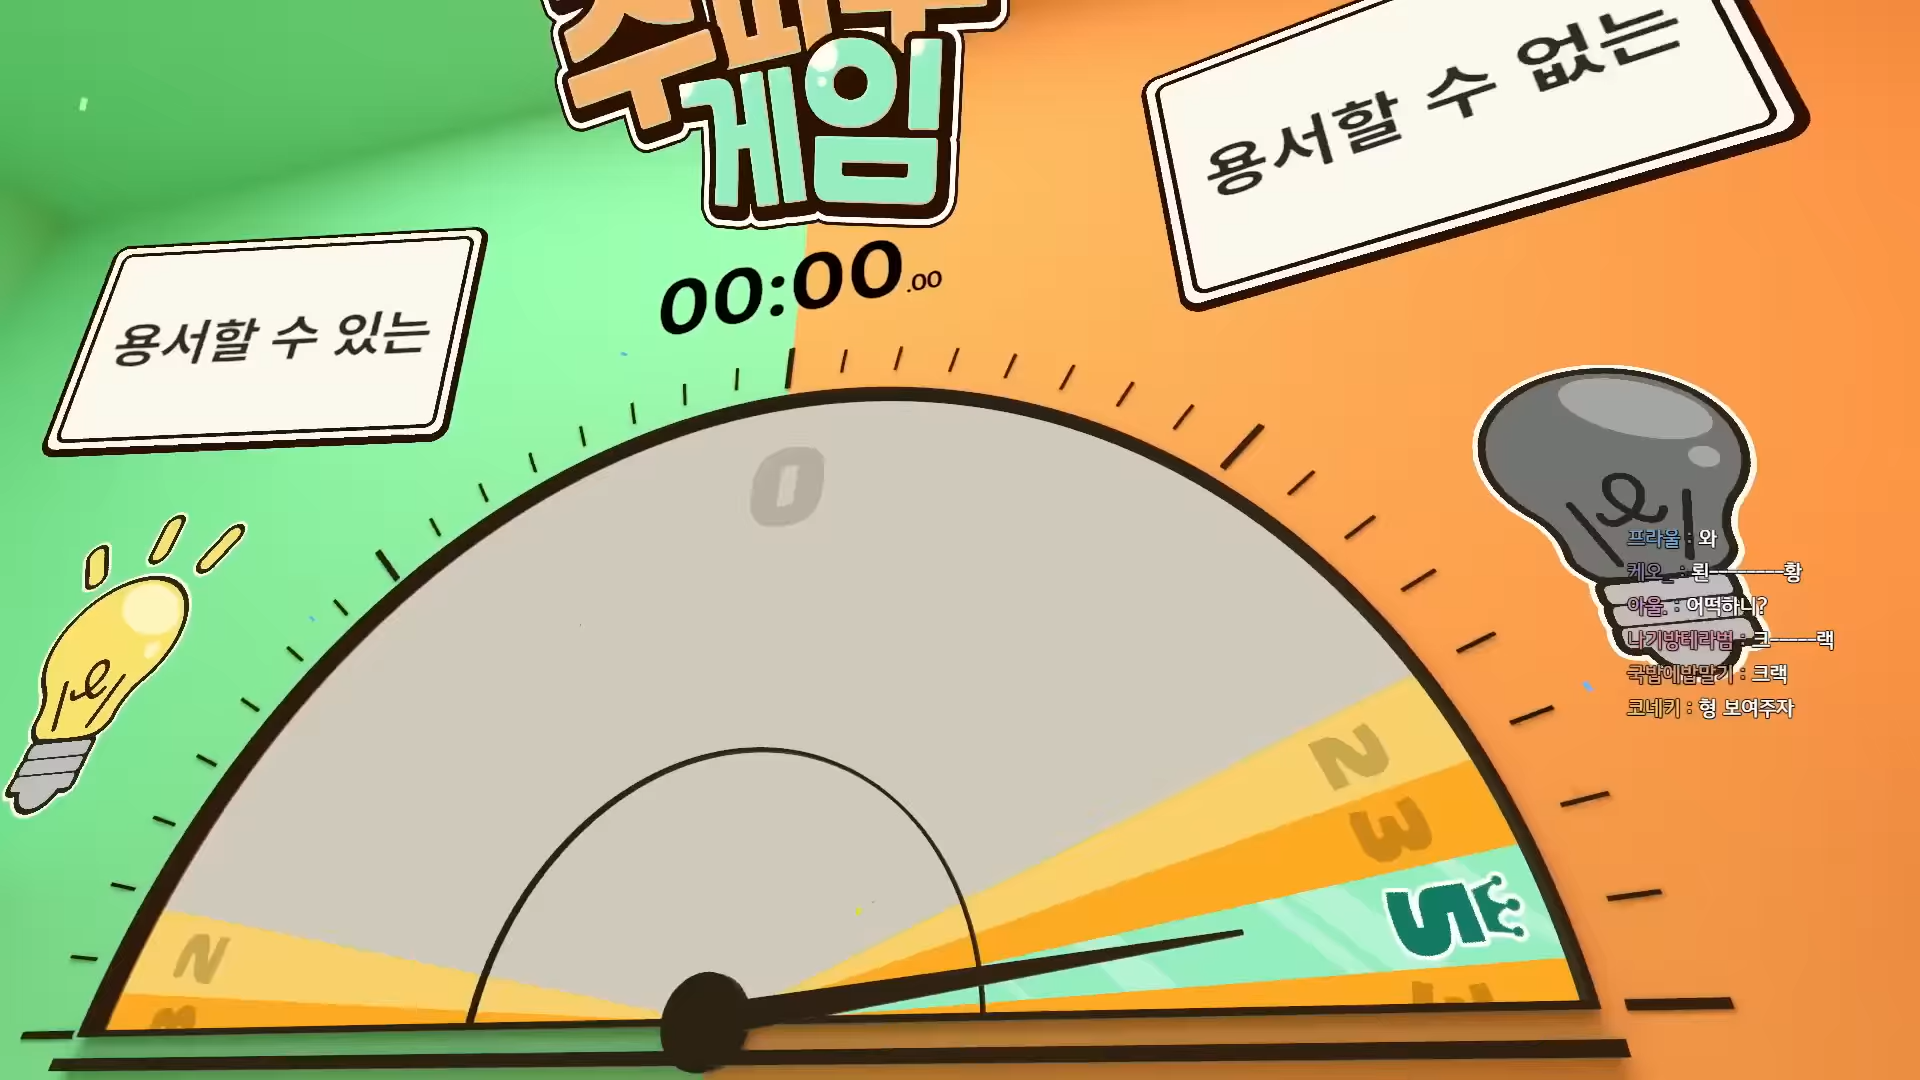 게임
용서할 수 없는
용서할 수 있는
00:00.00
0
2
3
5
2
3
프라울 : 와
케오_ : 뢴--------황
아울. : 어떡하니?
나기방테라범 : 크-----랙
국밥에밥말기 : 크랙
코네키 : 형 보여주자